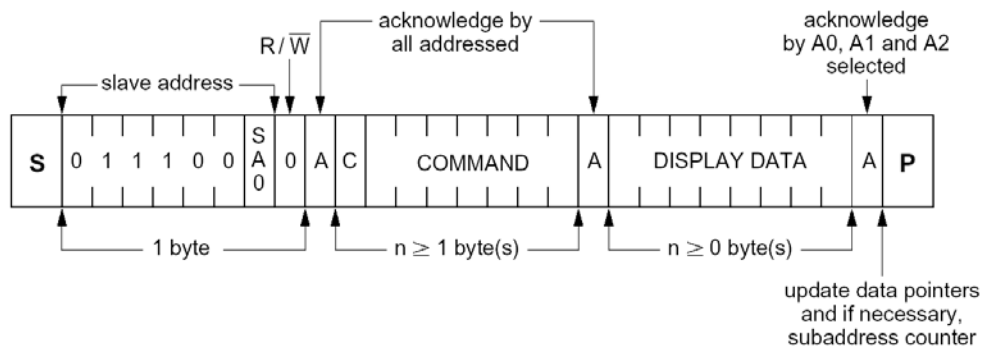 acknowledge by
all addressed
acknowledge
by A0, A1 and A2
selected
R/W̅
slave address
S 0 1 1 1 0 0 SA0 0 A C COMMAND A DISPLAY DATA A P
1 byte
n ≥ 1 byte(s)
n ≥ 0 byte(s)
update data pointers
and if necessary,
subaddress counter